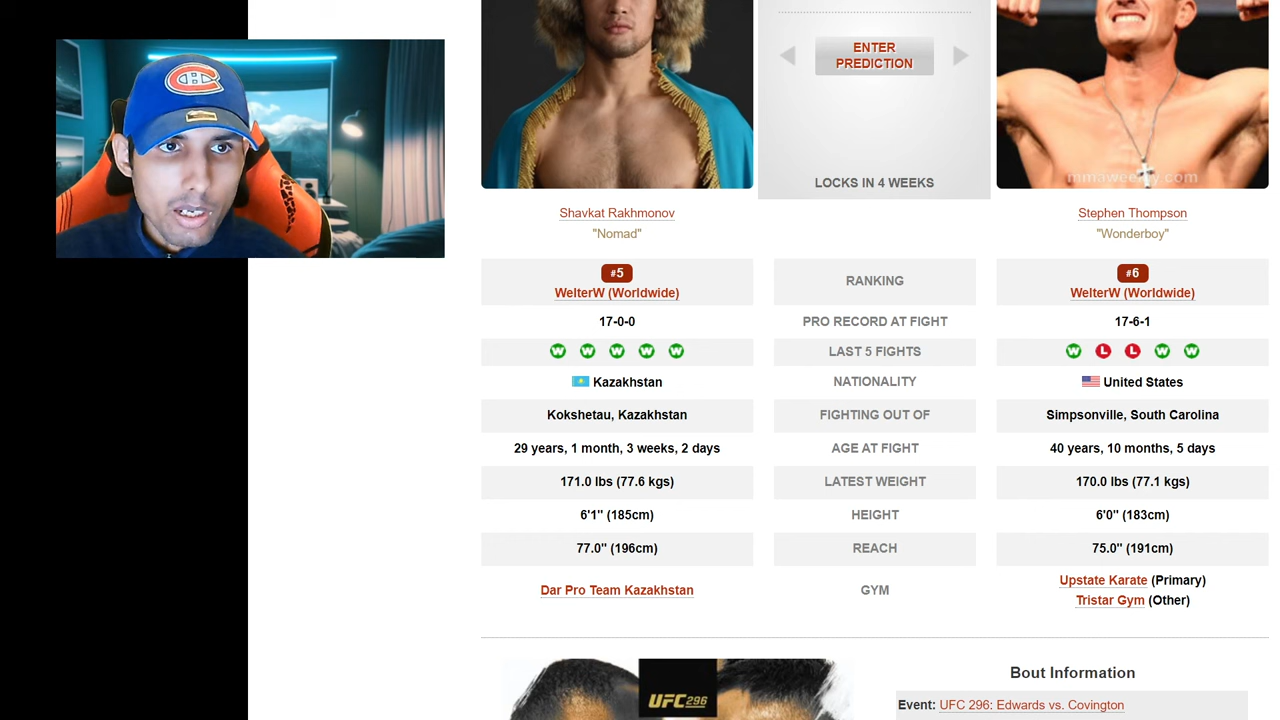 ENTER
PREDICTION
LOCKS IN 4 WEEKS
mmaweekly.com
Shavkat Rakhmonov
Stephen Thompson
"Nomad"
"Wonderboy"
#5
WelterW (Worldwide)
RANKING
#6
WelterW (Worldwide)
17-0-0
PRO RECORD AT FIGHT
17-6-1
W W W W W
LAST 5 FIGHTS
W L L W W
Kazakhstan
NATIONALITY
United States
Kokshetau, Kazakhstan
FIGHTING OUT OF
Simpsonville, South Carolina
29 years, 1 month, 3 weeks, 2 days
AGE AT FIGHT
40 years, 10 months, 5 days
171.0 lbs (77.6 kgs)
LATEST WEIGHT
170.0 lbs (77.1 kgs)
6'1" (185cm)
HEIGHT
6'0" (183cm)
77.0" (196cm)
REACH
75.0" (191cm)
Dar Pro Team Kazakhstan
GYM
Upstate Karate (Primary)
Tristar Gym (Other)
UFC 296
Bout Information
Event: UFC 296: Edwards vs. Covington